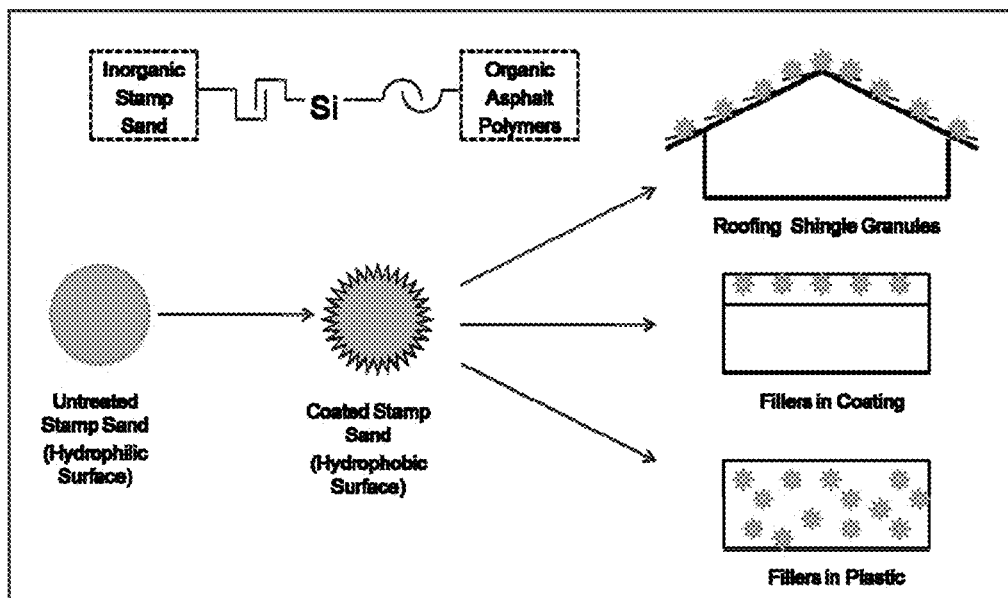 Inorganic
Stamp
Sand
Si
Organic
Asphalt
Polymers
Roofing Shingle Granules
Untreated
Stamp Sand
(Hydrophilic
Surface)
Coated Stamp
Sand
(Hydrophobic
Surface)
Fillers in Coating
Fillers in Plastic